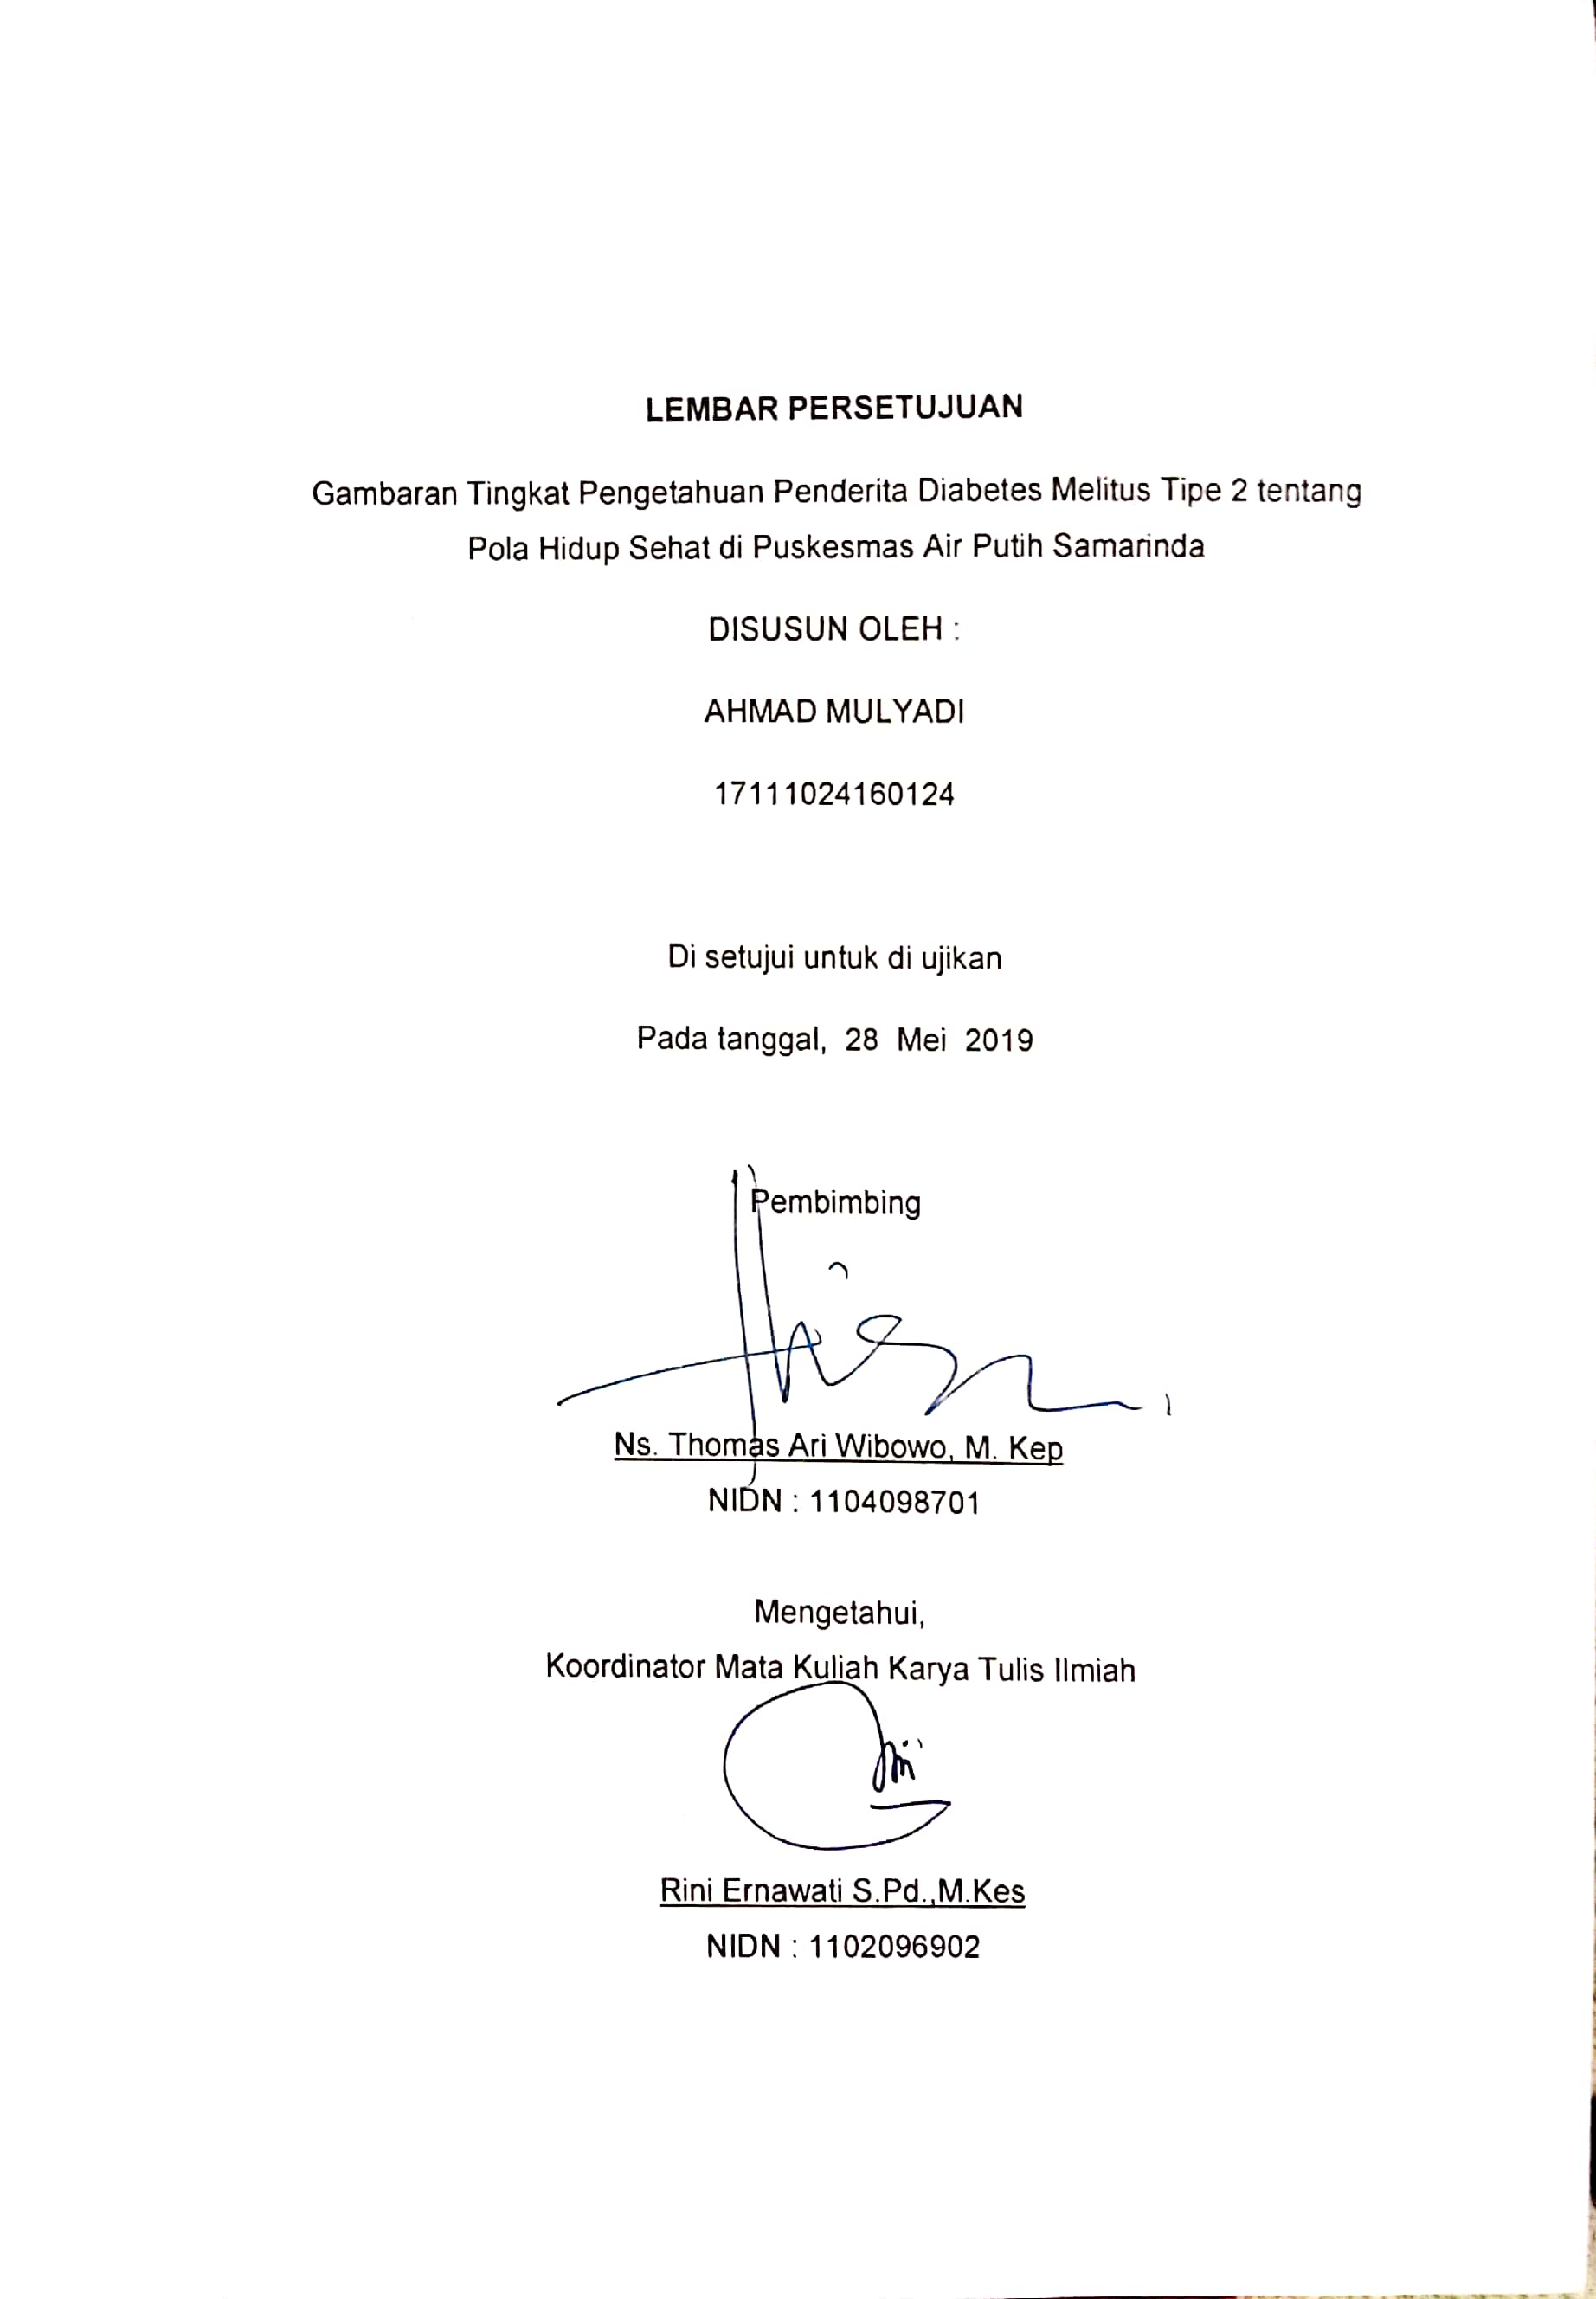 LEMBAR PERSETUJUAN
Gambaran Tingkat Pengetahuan Penderita Diabetes Melitus Tipe 2 tentang
Pola Hidup Sehat di Puskesmas Air Putih Samarinda
DISUSUN OLEH :
AHMAD MULYADI
17111024160124
Di setujui untuk di ujikan
Pada tanggal, 28 Mei 2019
Pembimbing
Ns. Thomas Ari Wibowo, M. Kep
NIDN : 1104098701
Mengetahui,
Koordinator Mata Kuliah Karya Tulis Ilmiah
Rini Ernawati S.Pd.,M.Kes
NIDN : 1102096902